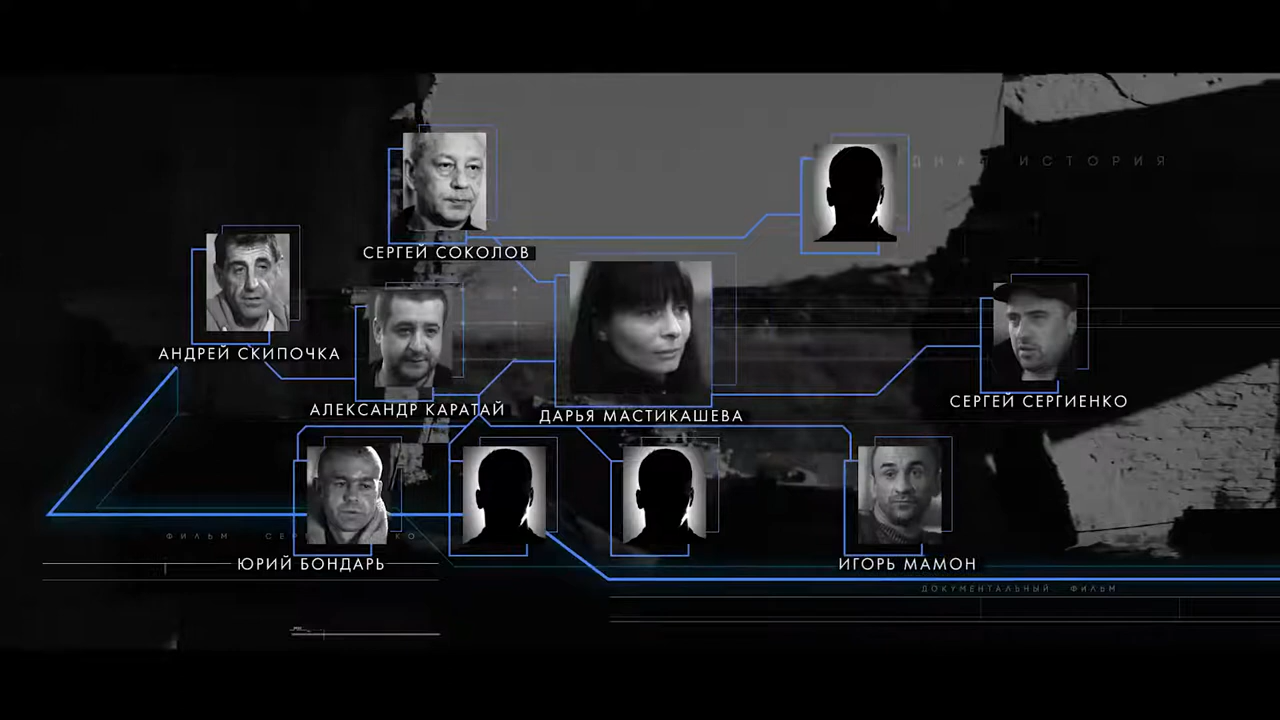 ИСТОРИЯ
СЕРГЕЙ СОКОЛОВ
АНДРЕЙ СКИПОЧКА
АЛЕКСАНДР КАРАТАЙ
ДАРЬЯ МАСТИКАШЕВА
СЕРГЕЙ СЕРГИЕНКО
ФИЛЬМ
ЮРИЙ БОНДАРЬ
ИГОРЬ МАМОН
ДОКУМЕНТАЛЬНЫЙ ФИЛЬМ